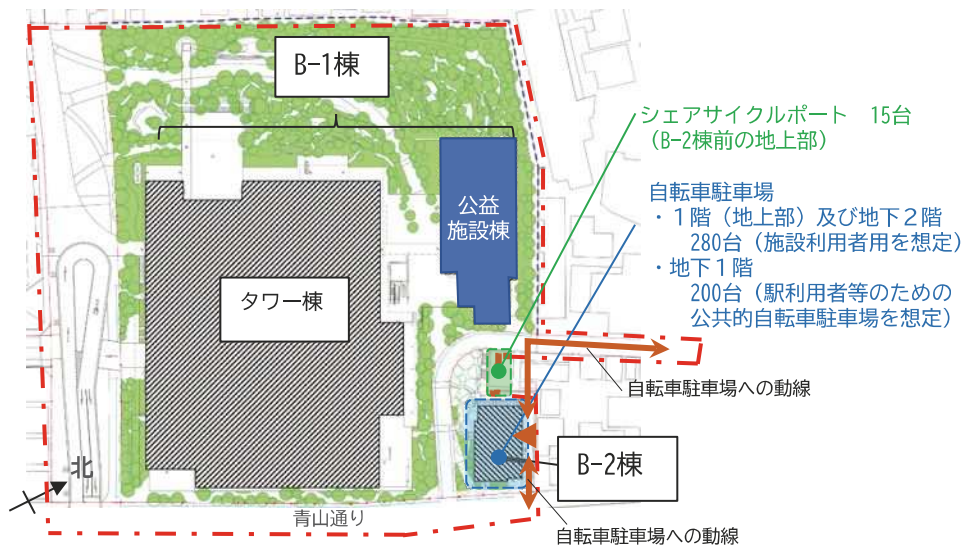 B-1棟
シェアサイクルポート　15台
(B-2棟前の地上部)
自転車駐車場
・１階（地上部）及び地下２階
280台（施設利用者用を想定）
・地下１階
200台（駅利用者等のための
公共的自転車駐車場を想定）
公益
施設棟
タワー棟
自転車駐車場への動線
B-2棟
北
青山通り
自転車駐車場への動線